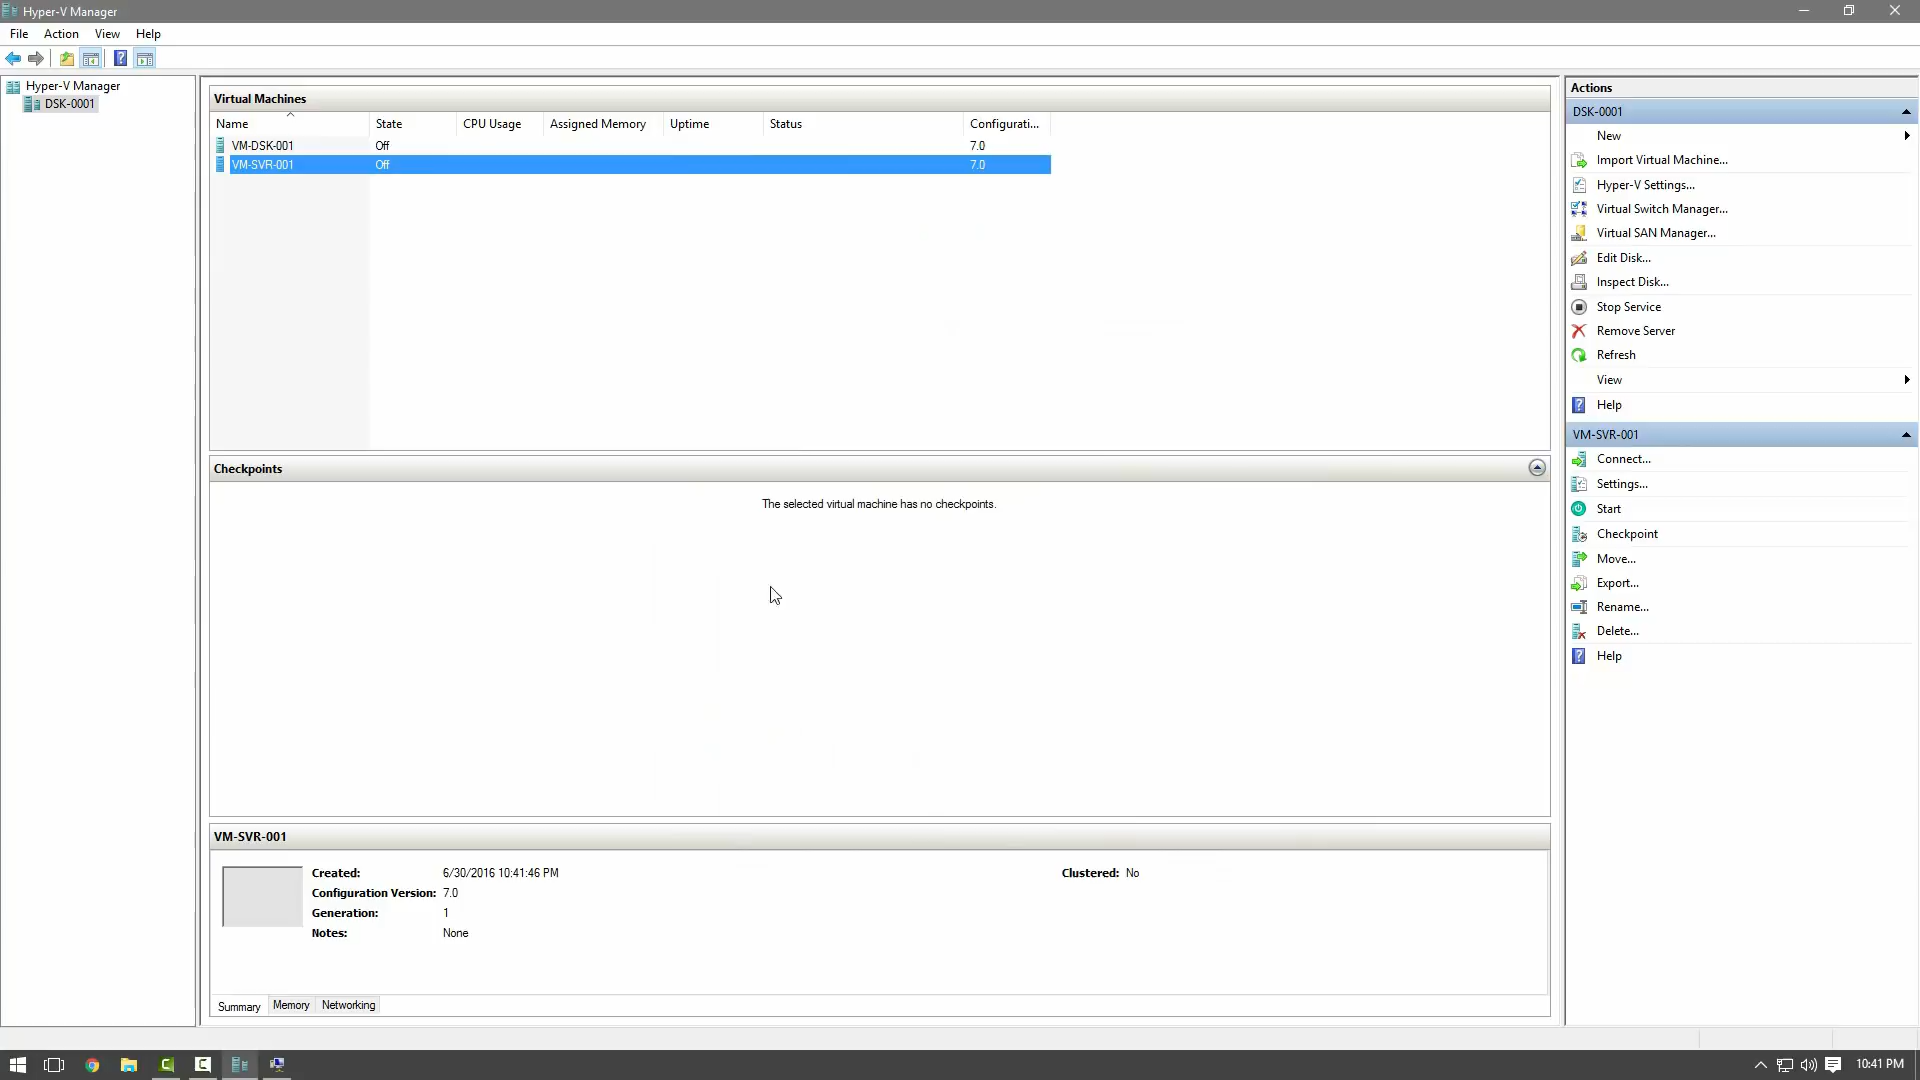 Hyper-V Manager
File Action View Help
Hyper-V Manager
DSK-0001
Virtual Machines
Name State CPU Usage Assigned Memory Uptime Status Configurati...
VM-DSK-001 Off 7.0
VM-SVR-001 Off 7.0
Checkpoints
The selected virtual machine has no checkpoints.
VM-SVR-001
Created: 6/30/2016 10:41:46 PM Clustered: No
Configuration Version: 7.0
Generation: 1
Notes: None
Summary Memory Networking
Actions
DSK-0001
New
Import Virtual Machine...
Hyper-V Settings...
Virtual Switch Manager...
Virtual SAN Manager...
Edit Disk...
Inspect Disk...
Stop Service
Remove Server
Refresh
View
Help
VM-SVR-001
Connect...
Settings...
Start
Checkpoint
Move...
Export...
Rename...
Delete...
Help
10:41 PM